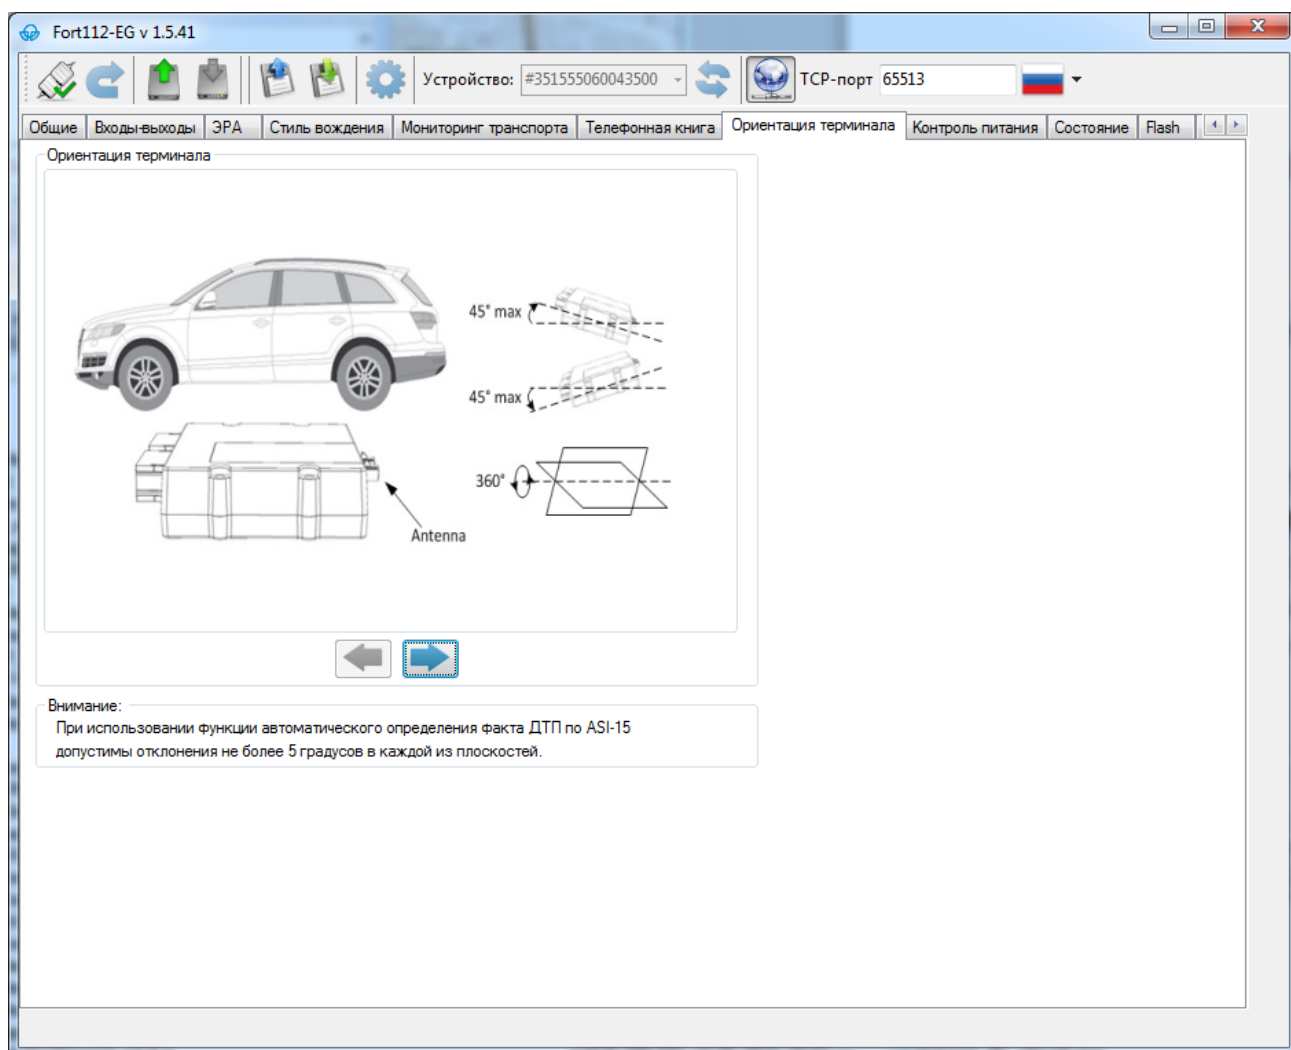 Fort112-EG v 1.5.41
Устройство: #351555060043500 TCP-порт 65513
Общие Входы-выходы ЭРА Стиль вождения Мониторинг транспорта Телефонная книга Ориентация терминала Контроль питания Состояние Flash
Ориентация терминала
45° max
45° max
360°
Antenna
Внимание:
При использовании функции автоматического определения факта ДТП по ASI-15
допустимы отклонения не более 5 градусов в каждой из плоскостей.